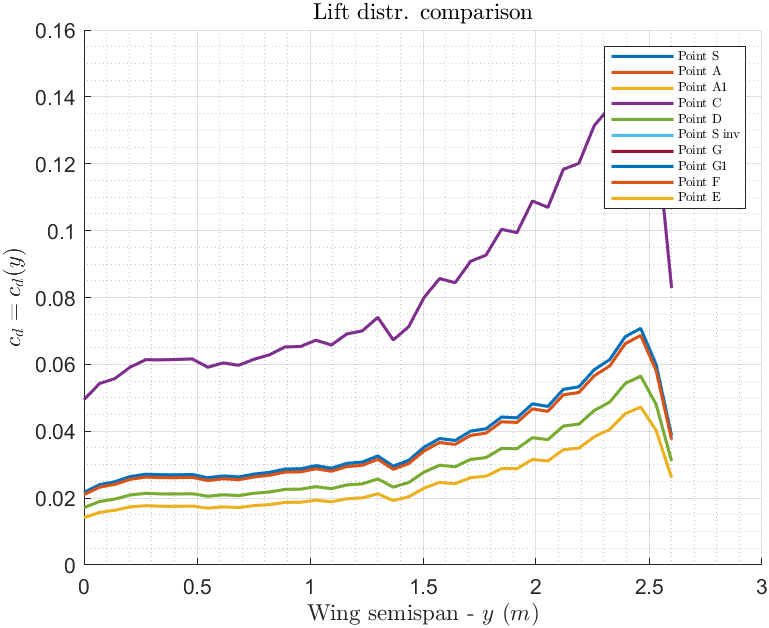 Lift distr. comparison
0.16
0.14
0.12
0.1
0.08
0.06
0.04
0.02
0
c_d = c_d(y)
Point S
Point A
Point A1
Point C
Point D
Point S inv
Point G
Point G1
Point F
Point E
0 0.5 1 1.5 2 2.5 3
Wing semispan - y (m)